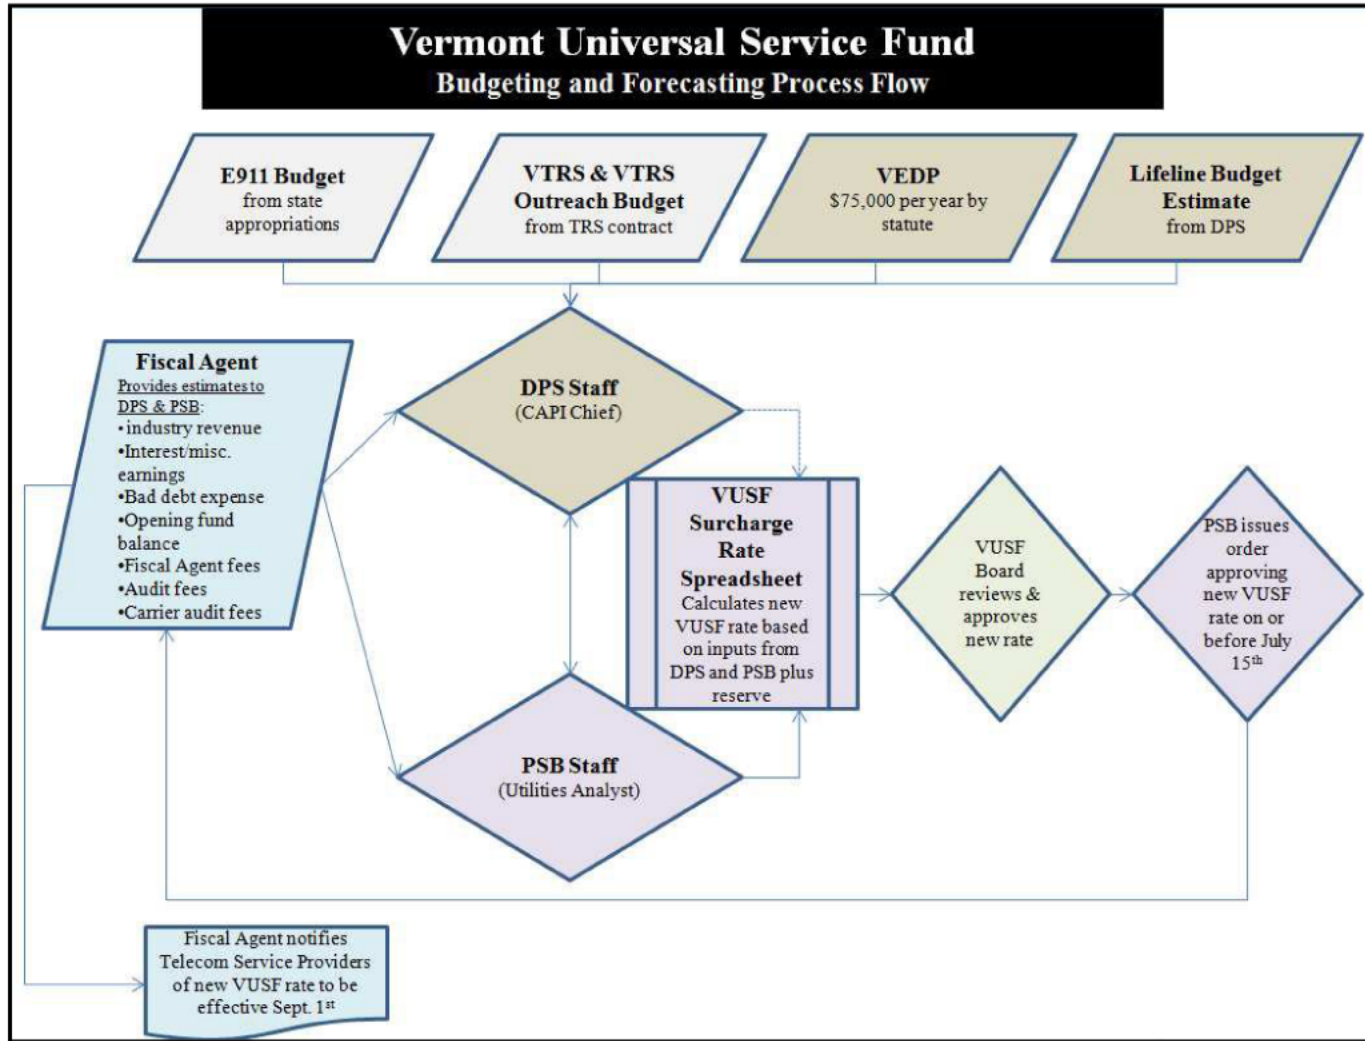 Vermont Universal Service Fund
Budgeting and Forecasting Process Flow
E911 Budget
from state
appropriations
VTRS & VTRS
Outreach Budget
from TRS contract
VEDP
$75,000 per year by
statute
Lifeline Budget
Estimate
from DPS
Fiscal Agent
Provides estimates to
DPS & PSB:
• industry revenue
•Interest/misc.
earnings
•Bad debt expense
•Opening fund
balance
•Fiscal Agent fees
•Audit fees
•Carrier audit fees
DPS Staff
(CAPI Chief)
VUSF
Surcharge
Rate
Spreadsheet
Calculates new
VUSF rate based
on inputs from
DPS and PSB plus
reserve
VUSF
Board
reviews &
approves
new rate
PSB issues
order
approving
new VUSF
rate on or
before July
15th
PSB Staff
(Utilities Analyst)
Fiscal Agent notifies
Telecom Service Providers
of new VUSF rate to be
effective Sept. 1st